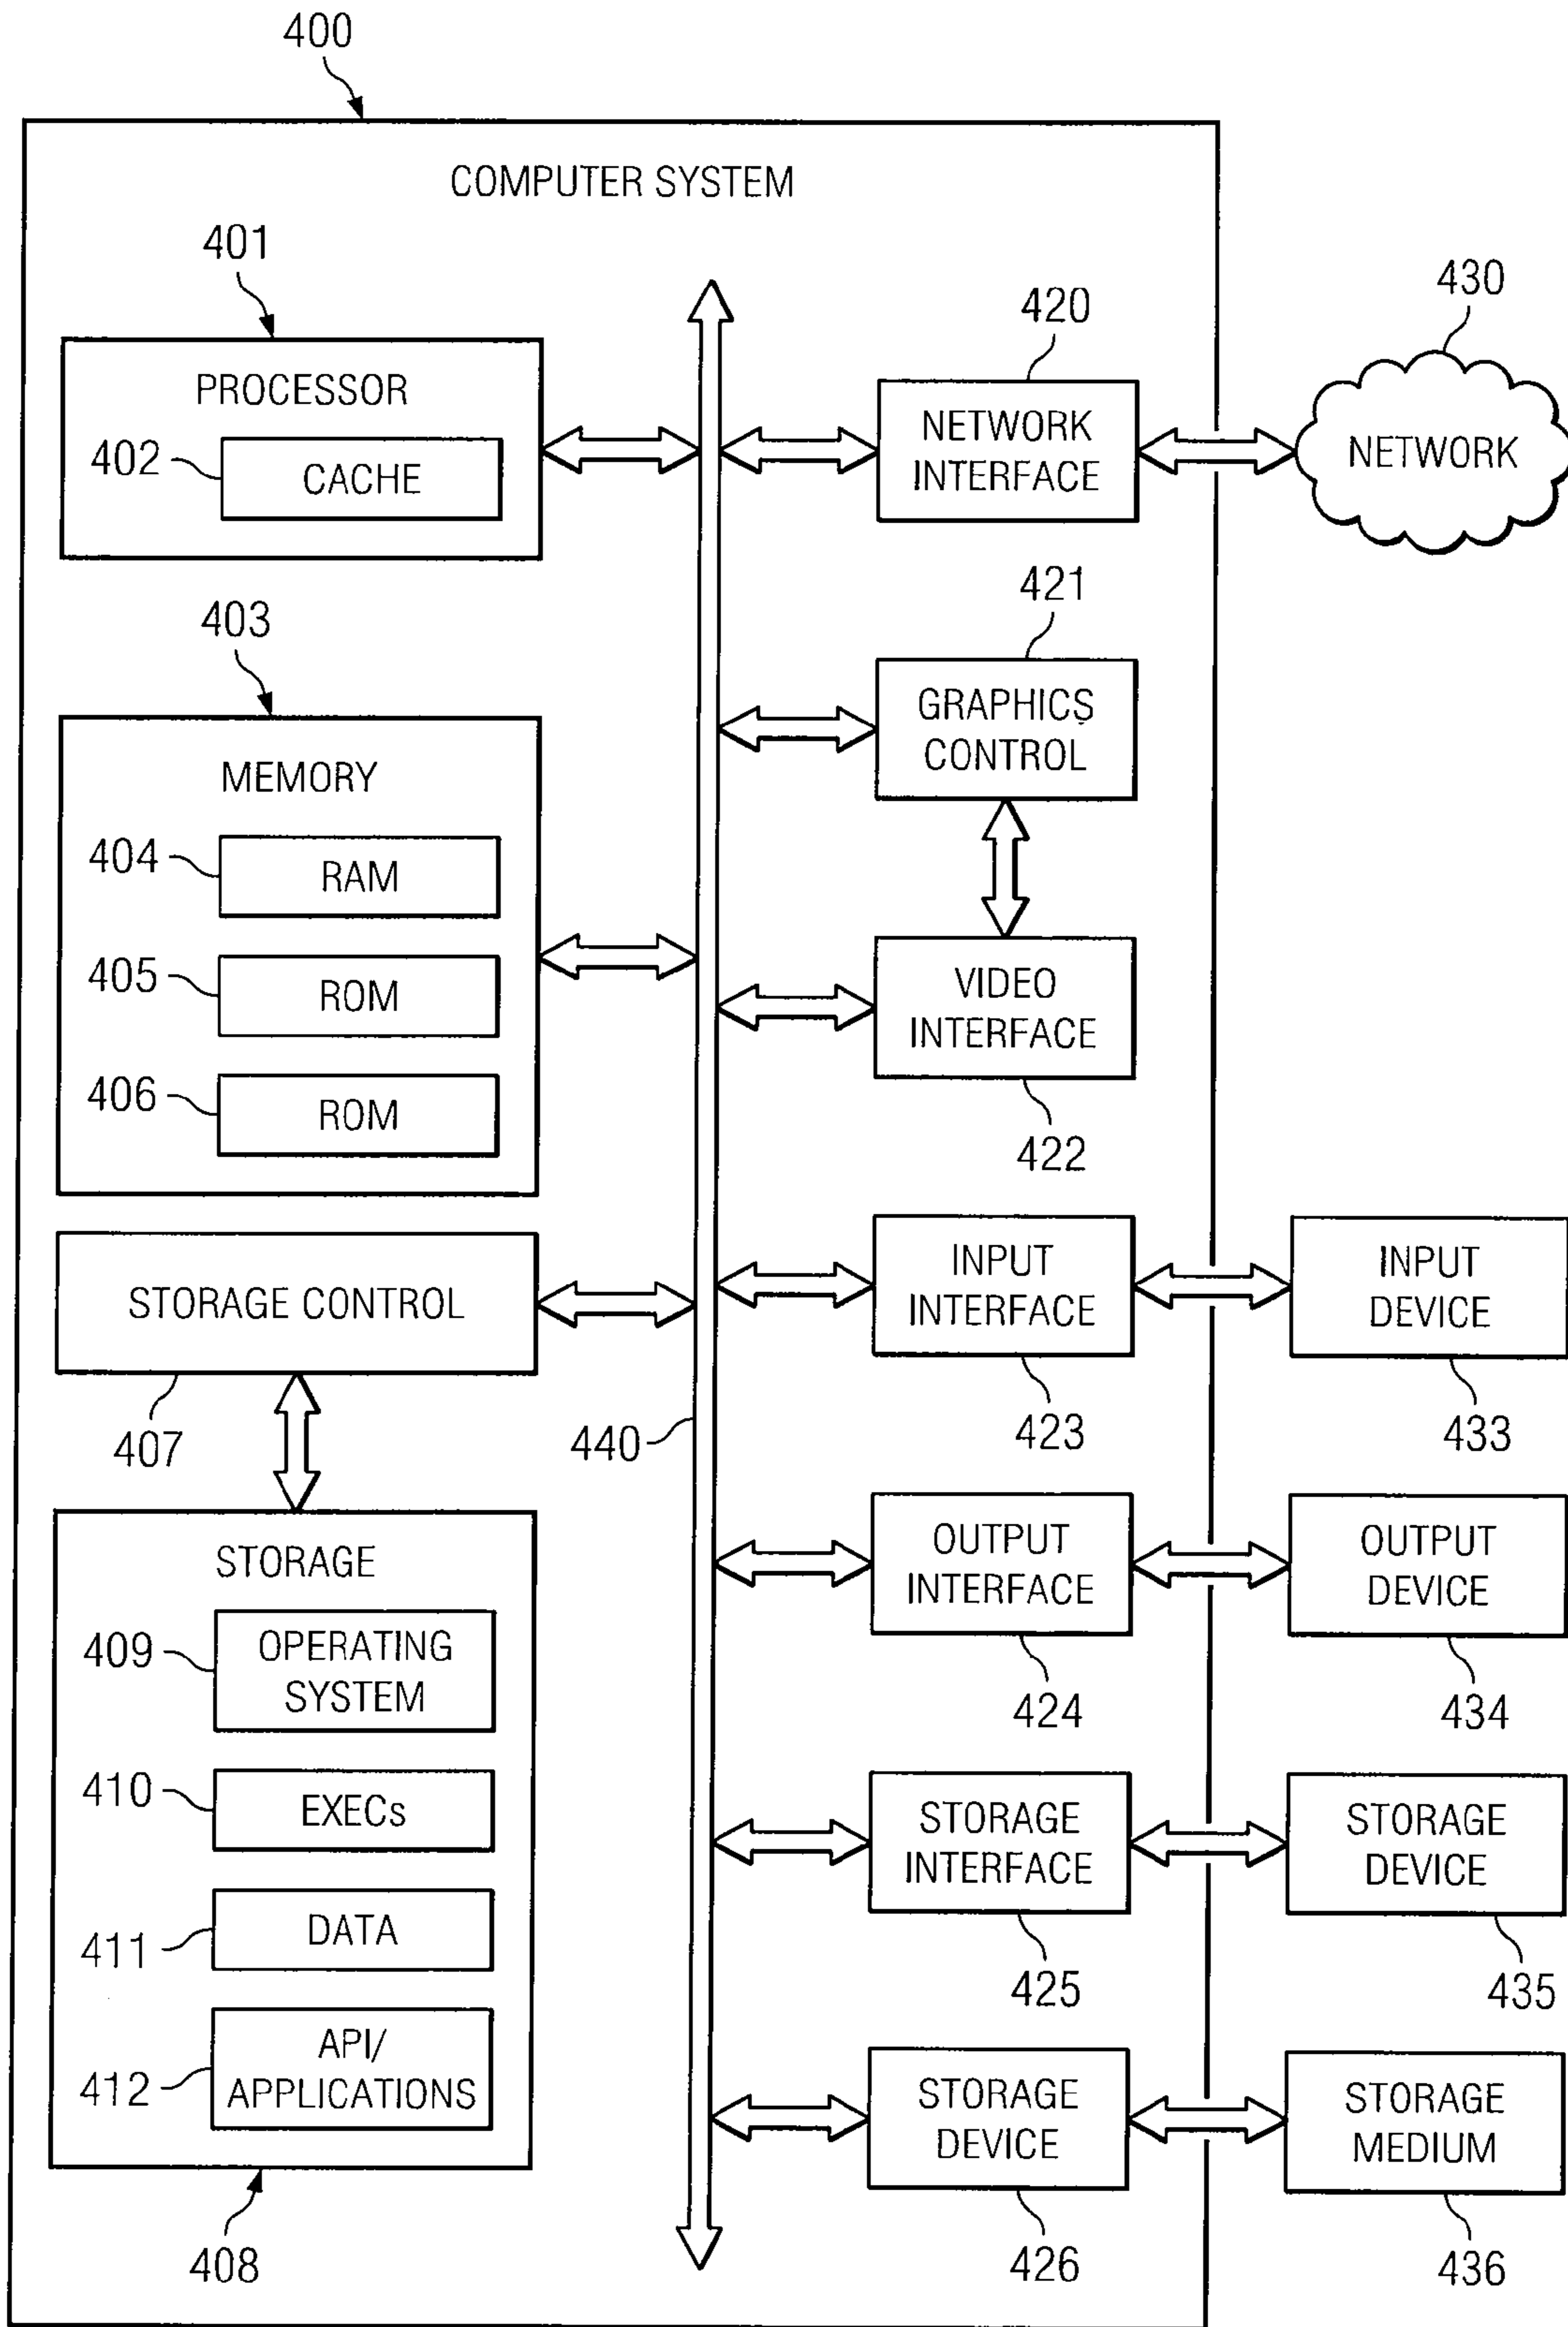 400
COMPUTER SYSTEM
401
PROCESSOR
402
CACHE
403
MEMORY
404
RAM
405
ROM
406
ROM
STORAGE CONTROL
407
STORAGE
409
OPERATING
SYSTEM
410
EXECs
411
DATA
412
API/
APPLICATIONS
408
440
420
NETWORK
INTERFACE
430
NETWORK
421
GRAPHICS
CONTROL
VIDEO
INTERFACE
422
INPUT
INTERFACE
423
INPUT
DEVICE
433
OUTPUT
INTERFACE
424
OUTPUT
DEVICE
434
STORAGE
INTERFACE
425
STORAGE
DEVICE
435
STORAGE
DEVICE
426
STORAGE
MEDIUM
436